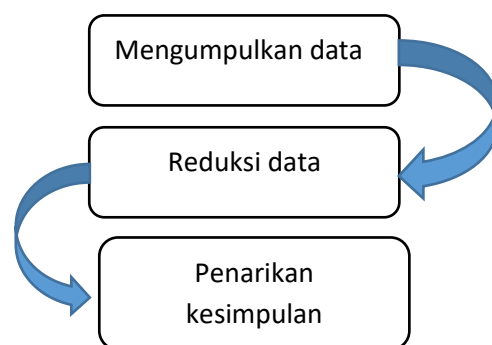 Mengumpulkan data
Reduksi data
Penarikan
kesimpulan